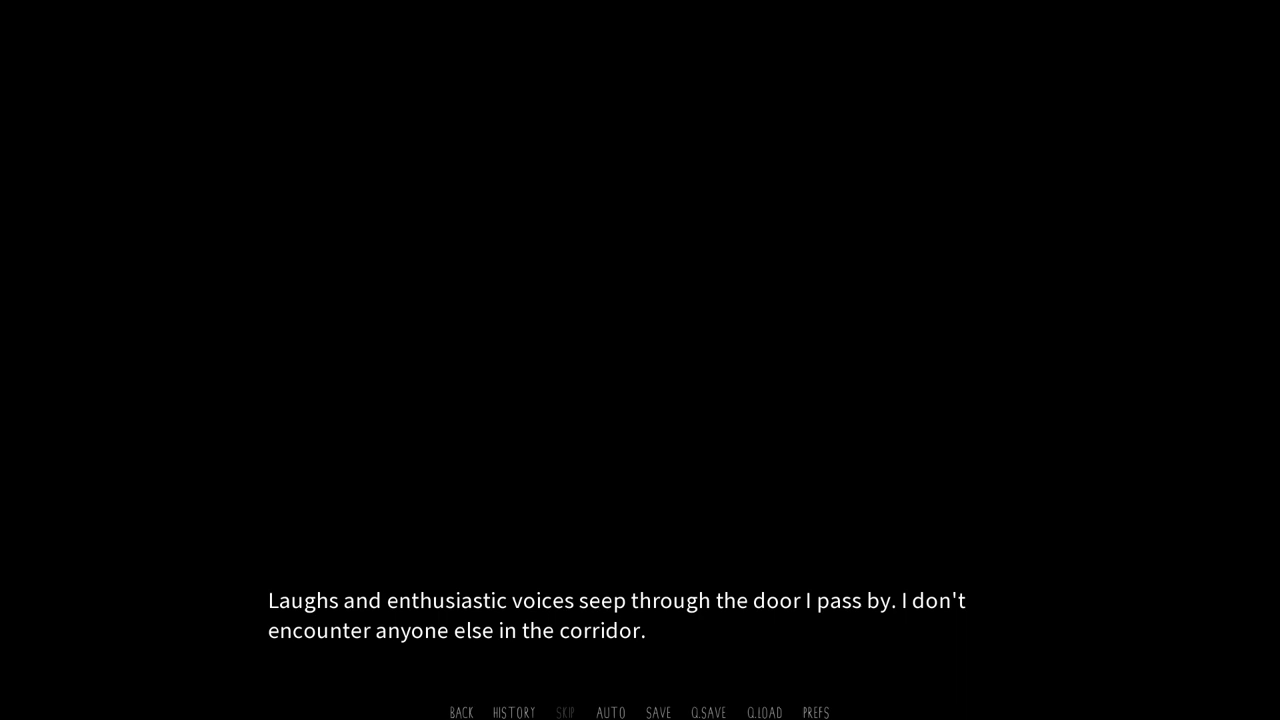 Laughs and enthusiastic voices seep through the door I pass by. I don't
encounter anyone else in the corridor.
BACK HISTORY SKIP AUTO SAVE Q.SAVE Q.LOAD PREFS